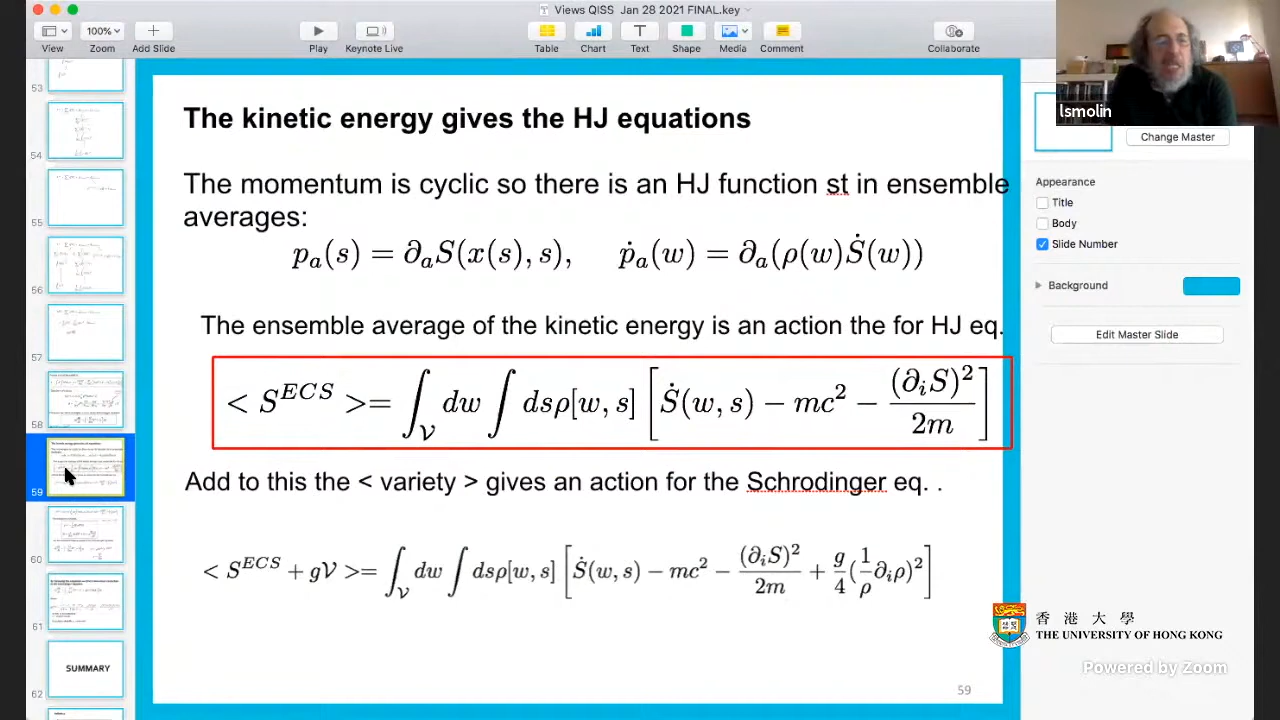 Views QISS Jan 28 2021 FINAL.key
100%
View Zoom Add Slide Play Keynote Live Table Chart Text Shape Media Comment Collaborate
lsmolin
53
54
55
56
57
58
59
60
61
SUMMARY
62
The kinetic energy gives the HJ equations
The momentum is cyclic so there is an HJ function st in ensemble
averages:
p_a(s) = ∂_a S(x(s), s), ṗ_a(w) = ∂_a(ρ(w)Ṡ(w))
The ensemble average of the kinetic energy is an action the for HJ eq.
< S^{ECS} >= ∫_𝒱 dw ∫ dsρ[w, s] [Ṡ(w, s) − mc² − (∂_i S)²/2m]
Add to this the < variety > gives an action for the Schrodinger eq. .
< S^{ECS} + g𝒱 >= ∫_𝒱 dw ∫ dsρ[w, s] [Ṡ(w, s) − mc² − (∂_i S)²/2m + g/4 (1/ρ ∂_i ρ)²]
59
Change Master
Appearance
Title
Body
Slide Number
Background
Edit Master Slide
香港大學
THE UNIVERSITY OF HONG KONG
Powered by Zoom